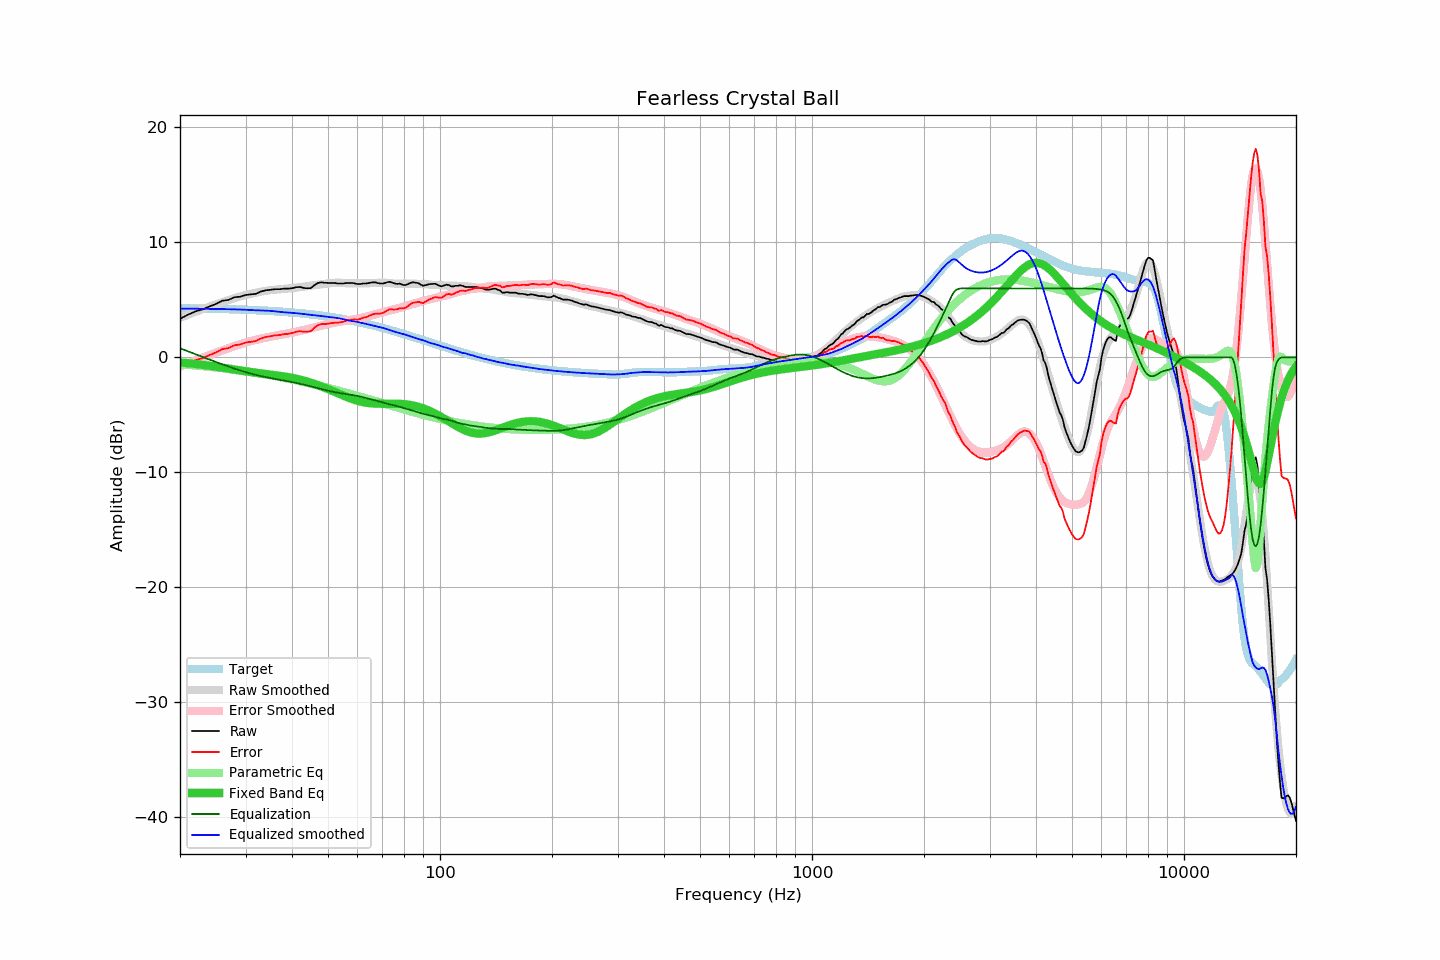 Fearless Crystal Ball
20
10
0
−10
−20
−30
−40
Amplitude (dBr)
Target
Raw Smoothed
Error Smoothed
Raw
Error
Parametric Eq
Fixed Band Eq
Equalization
Equalized smoothed
100
1000
10000
Frequency (Hz)